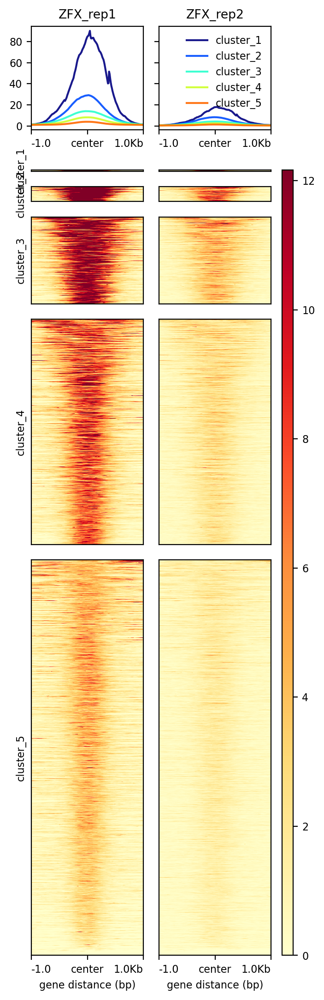 ZFX_rep1
ZFX_rep2
80
60
40
20
0
cluster_1
cluster_2
cluster_3
cluster_4
cluster_5
-1.0 center 1.0Kb
-1.0 center 1.0Kb
cluster_1
cluster_2
cluster_3
cluster_4
cluster_5
12
10
8
6
4
2
0
-1.0 center 1.0Kb
gene distance (bp)
-1.0 center 1.0Kb
gene distance (bp)